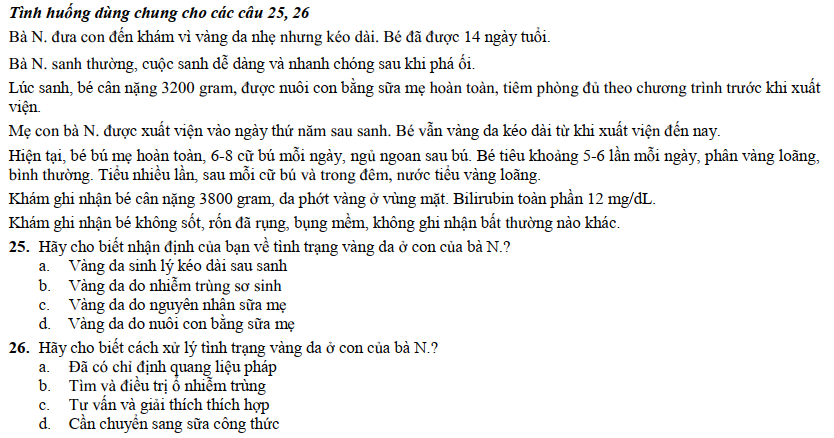 Tình huống dùng chung cho các câu 25, 26
Bà N. đưa con đến khám vì vàng da nhẹ nhưng kéo dài. Bé đã được 14 ngày tuổi.
Bà N. sanh thường, cuộc sanh dễ dàng và nhanh chóng sau khi phá ối.
Lúc sanh, bé cân nặng 3200 gram, được nuôi con bằng sữa mẹ hoàn toàn, tiêm phòng đủ theo chương trình trước khi xuất
viện.
Mẹ con bà N. được xuất viện vào ngày thứ năm sau sanh. Bé vẫn vàng da kéo dài từ khi xuất viện đến nay.
Hiện tại, bé bú mẹ hoàn toàn, 6-8 cữ bú mỗi ngày, ngủ ngoan sau bú. Bé tiêu khoảng 5-6 lần mỗi ngày, phân vàng loãng,
bình thường. Tiểu nhiều lần, sau mỗi cữ bú và trong đêm, nước tiểu vàng loãng.
Khám ghi nhận bé cân nặng 3800 gram, da phớt vàng ở vùng mặt. Bilirubin toàn phần 12 mg/dL.
Khám ghi nhận bé không sốt, rốn đã rụng, bụng mềm, không ghi nhận bất thường nào khác.
25. Hãy cho biết nhận định của bạn về tình trạng vàng da ở con của bà N.?
a. Vàng da sinh lý kéo dài sau sanh
b. Vàng da do nhiễm trùng sơ sinh
c. Vàng da do nguyên nhân sữa mẹ
d. Vàng da do nuôi con bằng sữa mẹ
26. Hãy cho biết cách xử lý tình trạng vàng da ở con của bà N.?
a. Đã có chỉ định quang liệu pháp
b. Tìm và điều trị ổ nhiễm trùng
c. Tư vấn và giải thích thích hợp
d. Cần chuyển sang sữa công thức